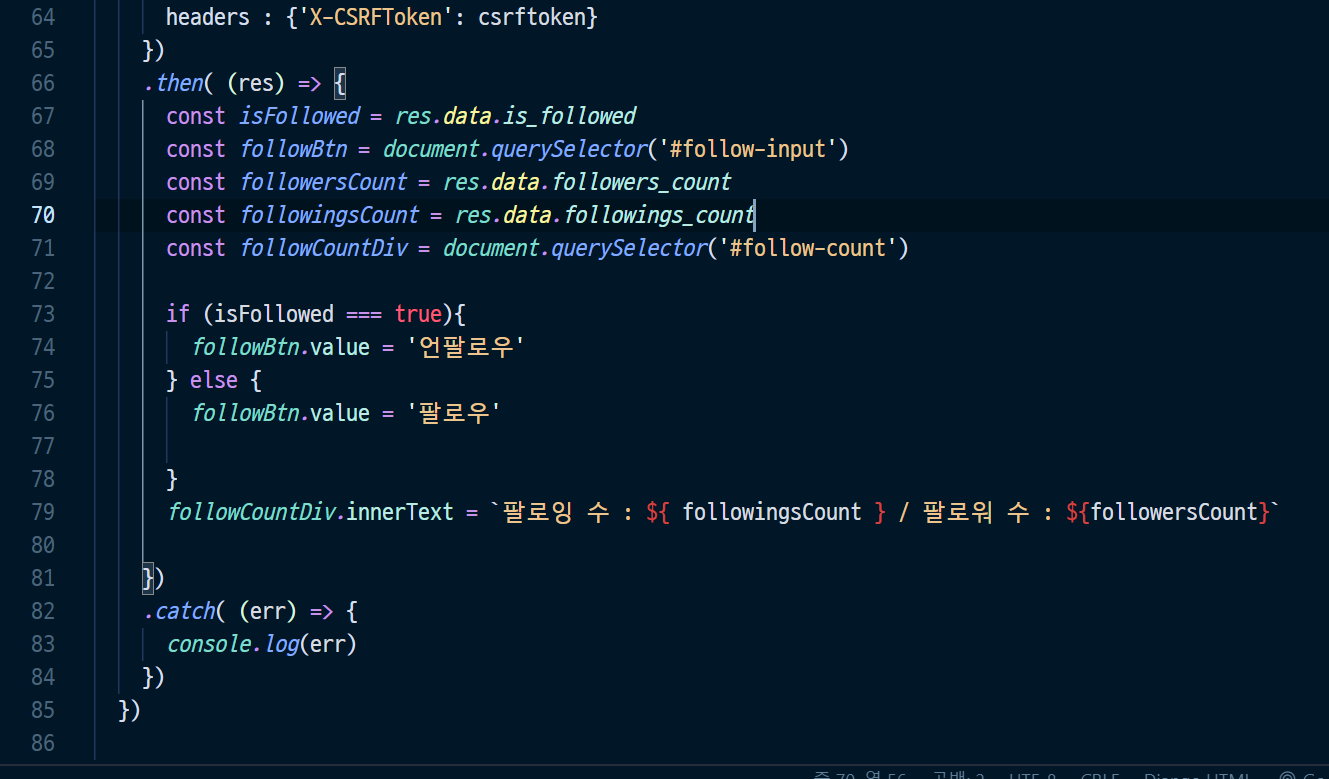 64 headers : {'X-CSRFToken': csrftoken}
65 })
66 .then( (res) => {
67 const isFollowed = res.data.is_followed
68 const followBtn = document.querySelector('#follow-input')
69 const followersCount = res.data.followers_count
70 const followingsCount = res.data.followings_count
71 const followCountDiv = document.querySelector('#follow-count')
72
73 if (isFollowed === true){
74 followBtn.value = '언팔로우'
75 } else {
76 followBtn.value = '팔로우'
77
78 }
79 followCountDiv.innerText = `팔로잉 수 : ${ followingsCount } / 팔로워 수 : ${followersCount}`
80
81 })
82 .catch( (err) => {
83 console.log(err)
84 })
85 })
86